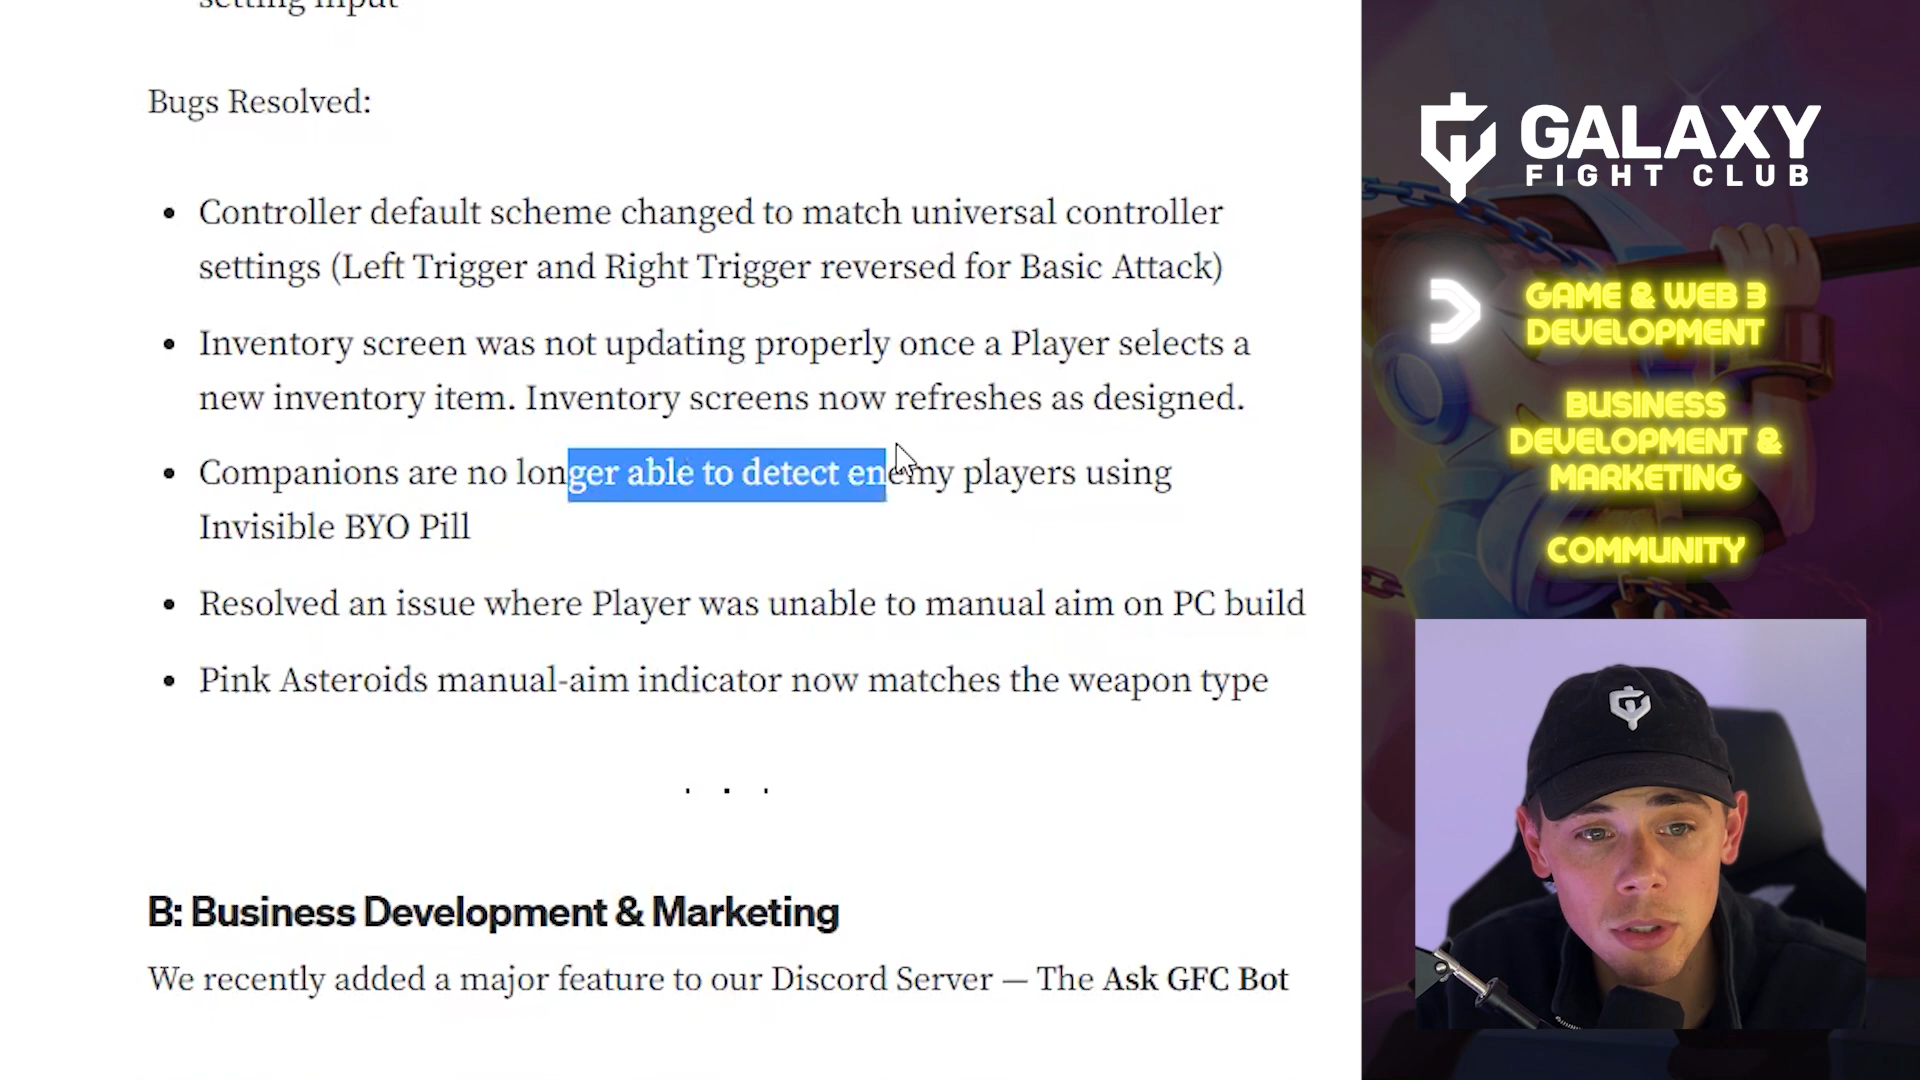 setting input
Bugs Resolved:
Controller default scheme changed to match universal controller
settings (Left Trigger and Right Trigger reversed for Basic Attack)
Inventory screen was not updating properly once a Player selects a
new inventory item. Inventory screens now refreshes as designed.
Companions are no longer able to detect enemy players using
Invisible BYO Pill
Resolved an issue where Player was unable to manual aim on PC build
Pink Asteroids manual-aim indicator now matches the weapon type
. . .
B: Business Development & Marketing
We recently added a major feature to our Discord Server — The Ask GFC Bot
GALAXY
FIGHT CLUB
GAME & WEB 3
DEVELOPMENT
BUSINESS
DEVELOPMENT &
MARKETING
COMMUNITY